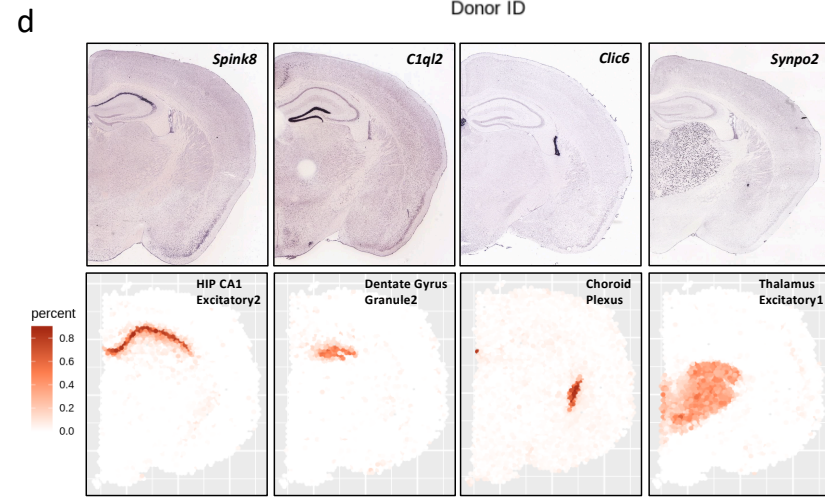 Donor ID
d
Spink8
C1ql2
Clic6
Synpo2
HIP CA1
Excitatory2
Dentate Gyrus
Granule2
Choroid
Plexus
Thalamus
Excitatory1
percent
0.8
0.6
0.4
0.2
0.0